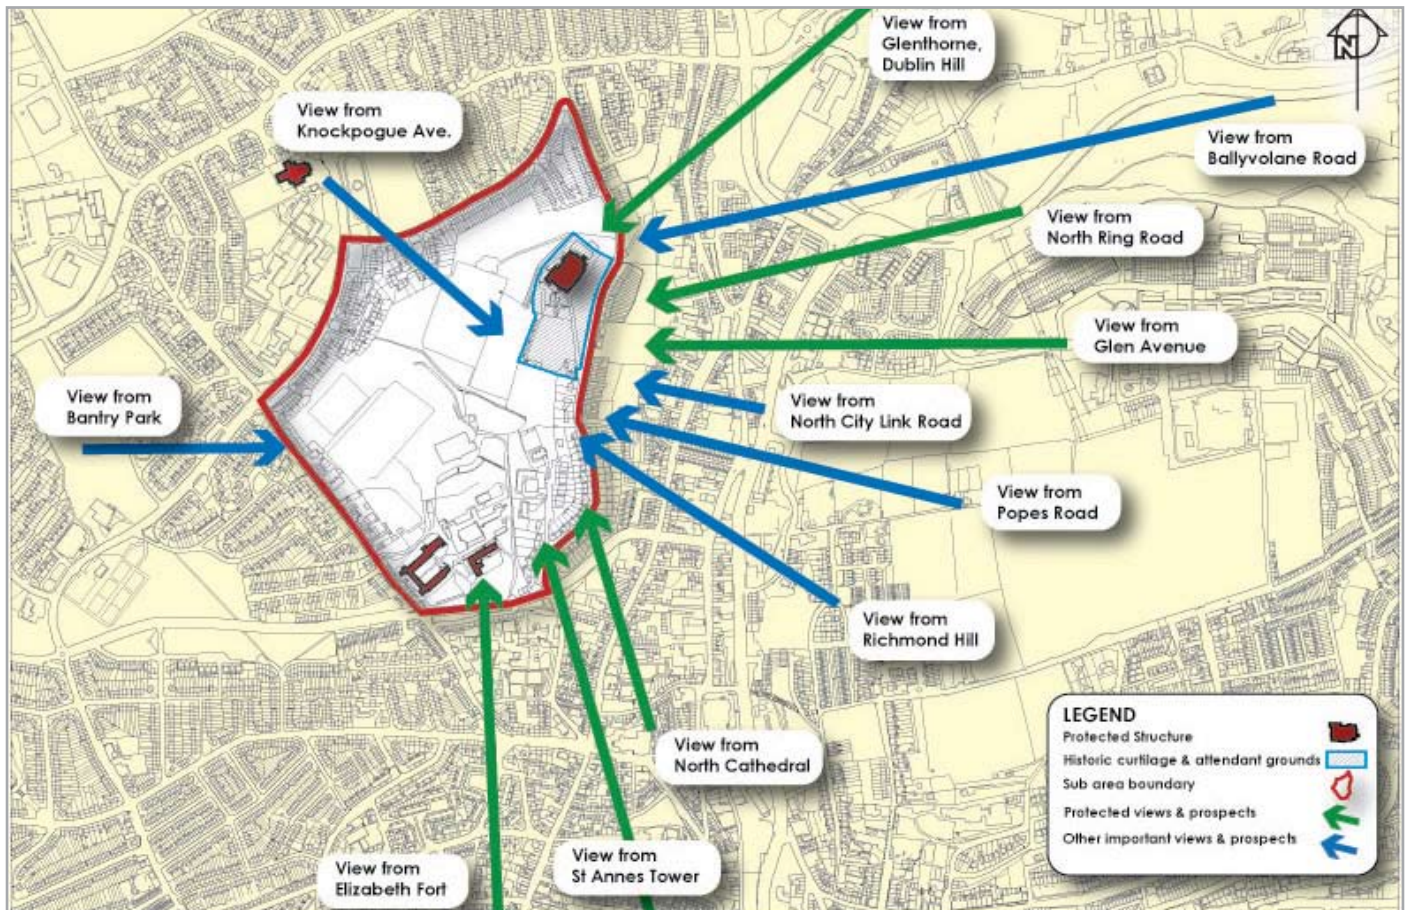 View from
Glenthorne,
Dublin Hill
N
View from
Knockpogue Ave.
View from
Ballyvolane Road
View from
North Ring Road
View from
Glen Avenue
View from
Bantry Park
View from
North City Link Road
View from
Popes Road
View from
Richmond Hill
View from
North Cathedral
View from
St Annes Tower
View from
Elizabeth Fort
LEGEND
Protected Structure
Historic curtilage & attendant grounds
Sub area boundary
Protected views & prospects
Other important views & prospects